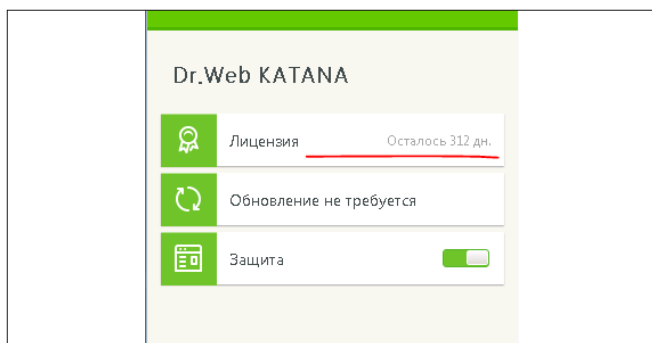 Dr.Web KATANA
Лицензия Осталось 312 дн.
Обновление не требуется
Защита